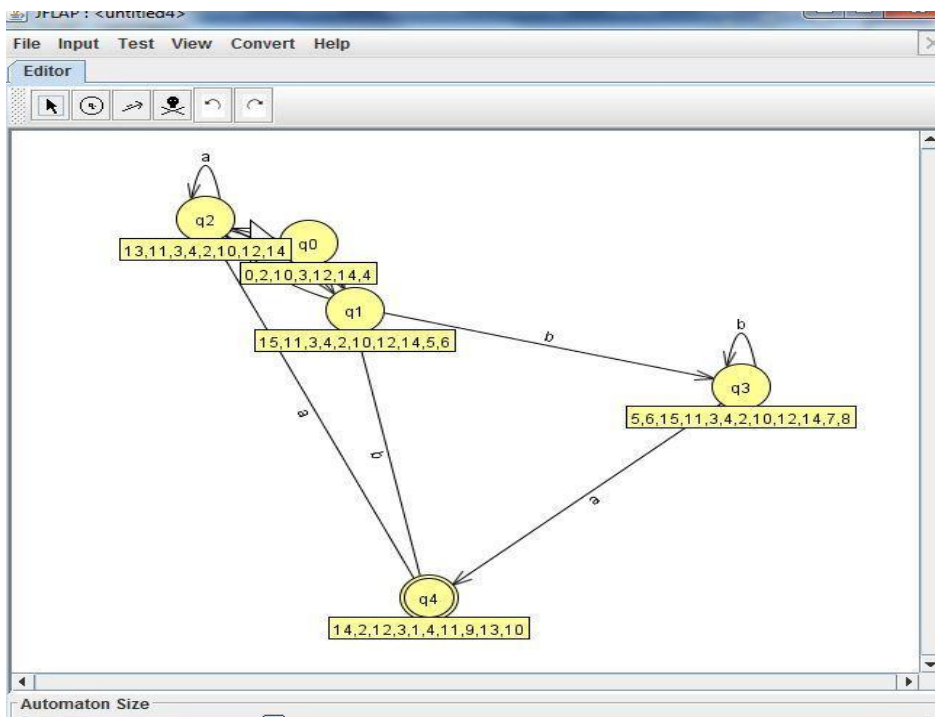 JFLAP : <untitled4>
File Input Test View Convert Help
Editor
a
q2
13,11,3,4,2,10,12,14
q0
0,2,10,3,12,14,4
q1
15,11,3,4,2,10,12,14,5,6
b
b
q3
5,6,15,11,3,4,2,10,12,14,7,8
a
b
a
q4
14,2,12,3,1,4,11,9,13,10
Automaton Size